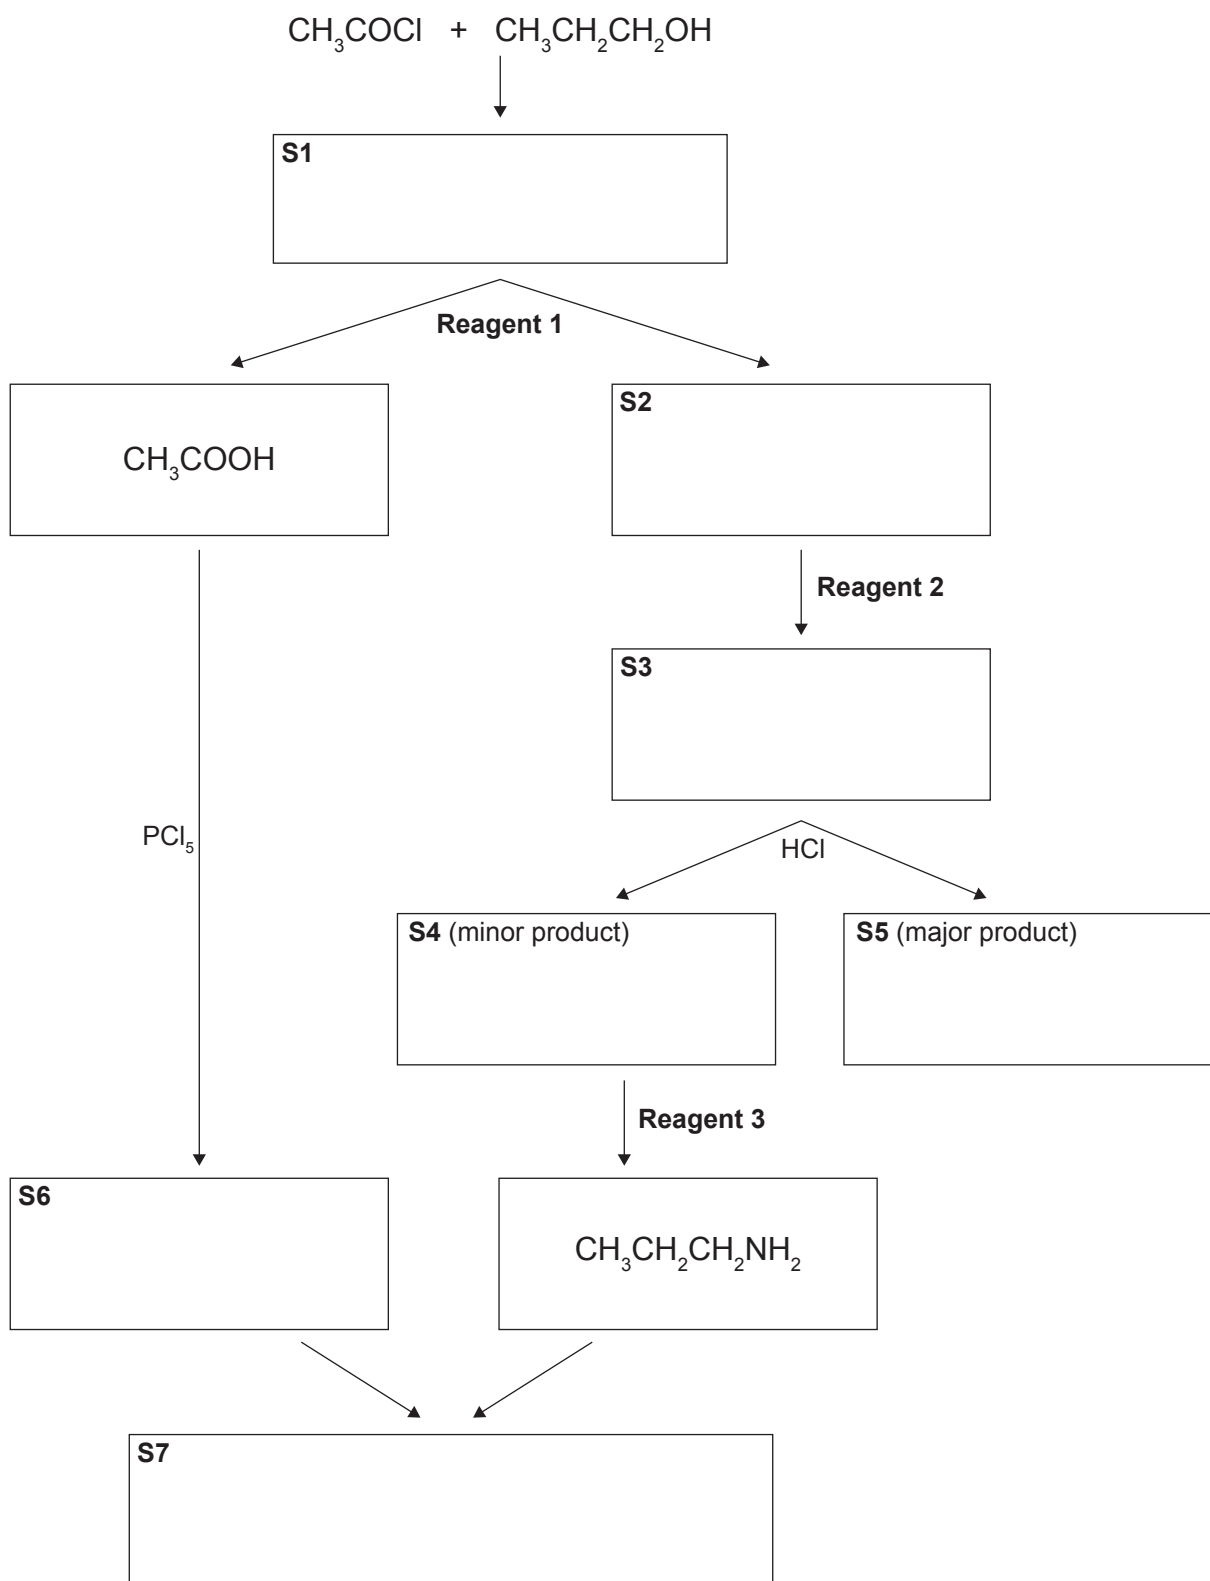 CH₃COCl + CH₃CH₂CH₂OH
S1
Reagent 1
CH₃COOH
S2
Reagent 2
S3
PCl₅
HCl
S4 (minor product)
S5 (major product)
Reagent 3
S6
CH₃CH₂CH₂NH₂
S7